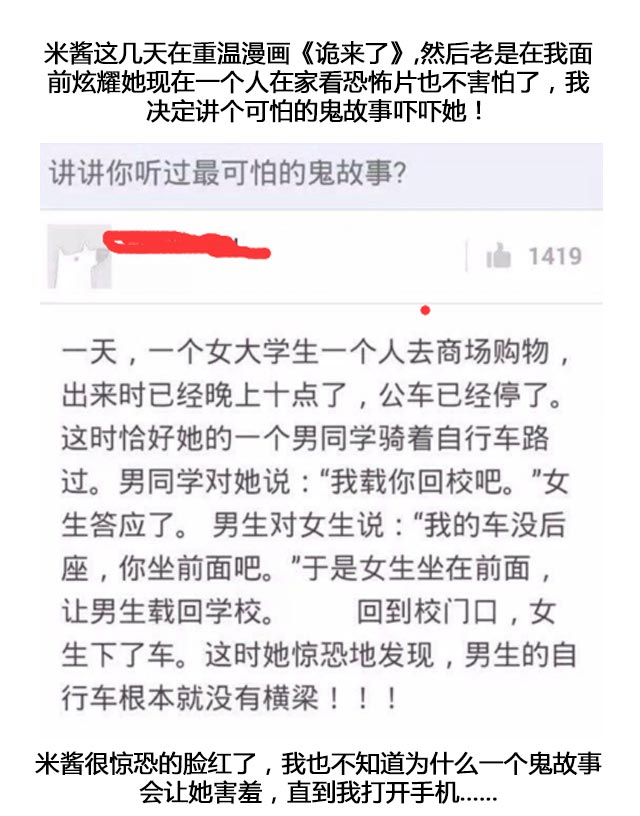 米酱这几天在重温漫画《诡来了》,然后老是在我面
前炫耀她现在一个人在家看恐怖片也不害怕了，我
决定讲个可怕的鬼故事吓吓她！
讲讲你听过最可怕的鬼故事?
1419
一天，一个女大学生一个人去商场购物，
出来时已经晚上十点了，公车已经停了。
这时恰好她的一个男同学骑着自行车路
过。男同学对她说：“我载你回校吧。”女
生答应了。 男生对女生说：“我的车没后
座，你坐前面吧。”于是女生坐在前面，
让男生载回学校。 回到校门口，女
生下了车。这时她惊恐地发现，男生的自
行车根本就没有横梁！！！
米酱很惊恐的脸红了，我也不知道为什么一个鬼故事
会让她害羞，直到我打开手机......